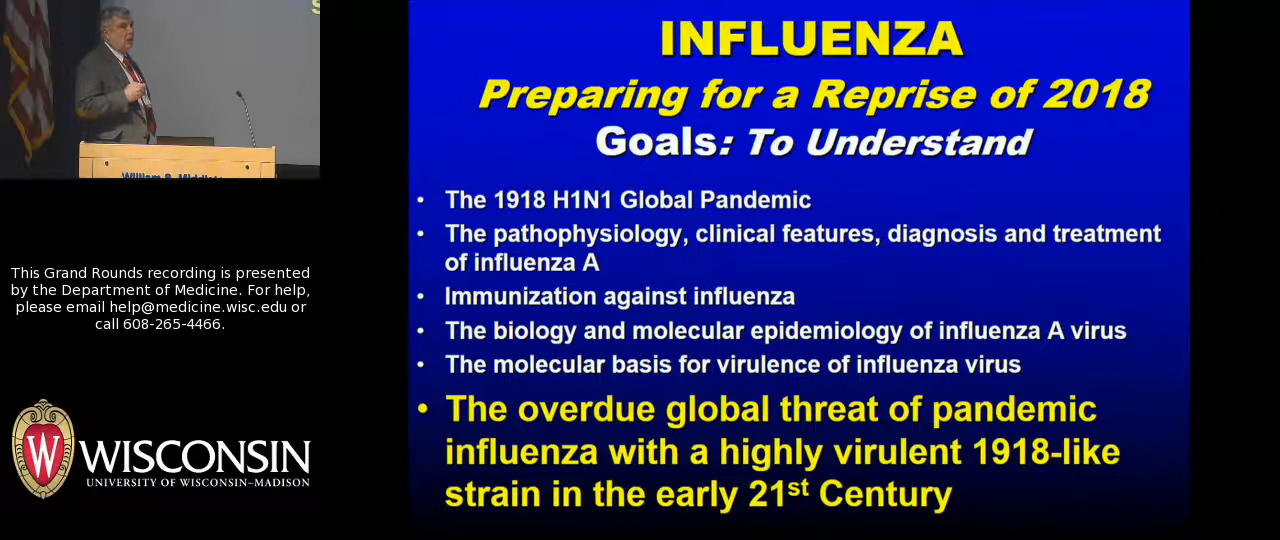 INFLUENZA
Preparing for a Reprise of 2018
Goals: To Understand
• The 1918 H1N1 Global Pandemic
• The pathophysiology, clinical features, diagnosis and treatment
of influenza A
• Immunization against influenza
• The biology and molecular epidemiology of influenza A virus
• The molecular basis for virulence of influenza virus
• The overdue global threat of pandemic
influenza with a highly virulent 1918-like
strain in the early 21st Century
This Grand Rounds recording is presented
by the Department of Medicine. For help,
please email help@medicine.wisc.edu or
call 608-265-4466.
W
WISCONSIN
UNIVERSITY OF WISCONSIN–MADISON